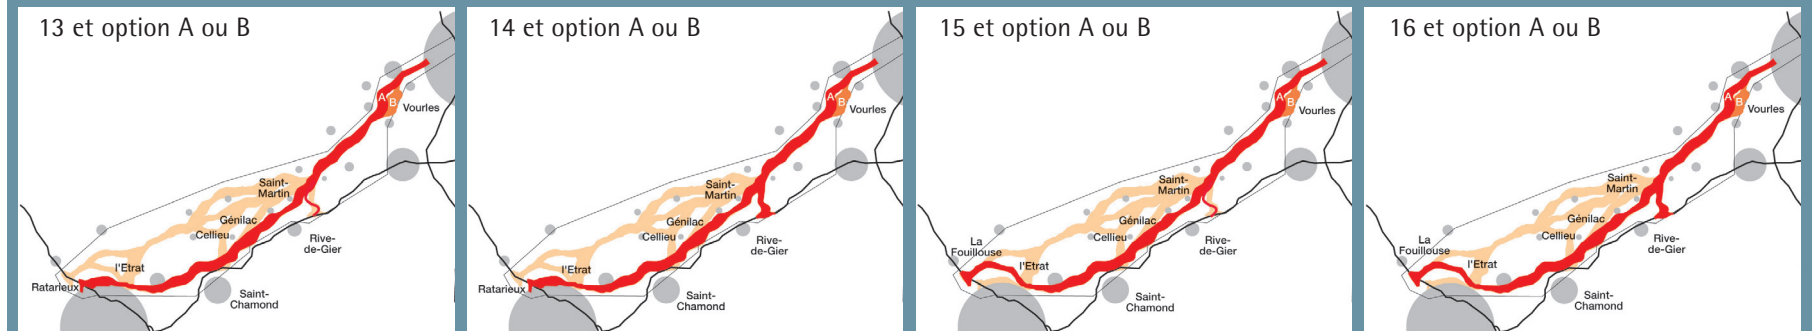 13 et option A ou B
A
B
Vourles
Saint-
Martin
Génilac
Cellieu
Rive-
de-Gier
l'Etrat
Ratarieux
Saint-
Chamond
14 et option A ou B
A
B
Vourles
Saint-
Martin
Génilac
Cellieu
Rive-
de-Gier
l'Etrat
Ratarieux
Saint-
Chamond
15 et option A ou B
A
B
Vourles
Saint-
Martin
Génilac
Cellieu
La
Fouillouse
Rive-
de-Gier
l'Etrat
Saint-
Chamond
16 et option A ou B
A
B
Vourles
Saint-
Martin
Génilac
Cellieu
La
Fouillouse
Rive-
de-Gier
l'Etrat
Saint-
Chamond